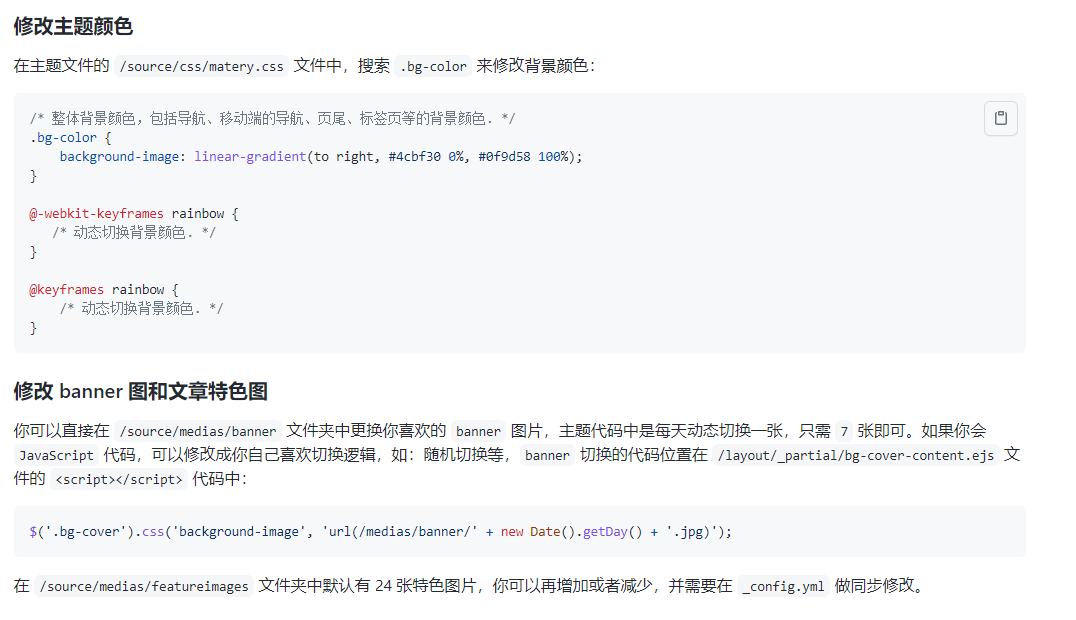 修改主题颜色
在主题文件的 /source/css/matery.css 文件中，搜索 .bg-color 来修改背景颜色：
/* 整体背景颜色，包括导航、移动端的导航、页尾、标签页等的背景颜色. */
.bg-color {
    background-image: linear-gradient(to right, #4cbf30 0%, #0f9d58 100%);
}
@-webkit-keyframes rainbow {
   /* 动态切换背景颜色. */
}
@keyframes rainbow {
    /* 动态切换背景颜色. */
}
修改 banner 图和文章特色图
你可以直接在 /source/medias/banner 文件夹中更换你喜欢的 banner 图片，主题代码中是每天动态切换一张，只需 7 张即可。如果你会
JavaScript 代码，可以修改成你自己喜欢切换逻辑，如：随机切换等，banner 切换的代码位置在 /layout/_partial/bg-cover-content.ejs 文
件的 <script></script> 代码中：
$('.bg-cover').css('background-image', 'url(/medias/banner/' + new Date().getDay() + '.jpg)');
在 /source/medias/featureimages 文件夹中默认有 24 张特色图片，你可以再增加或者减少，并需要在 _config.yml 做同步修改。